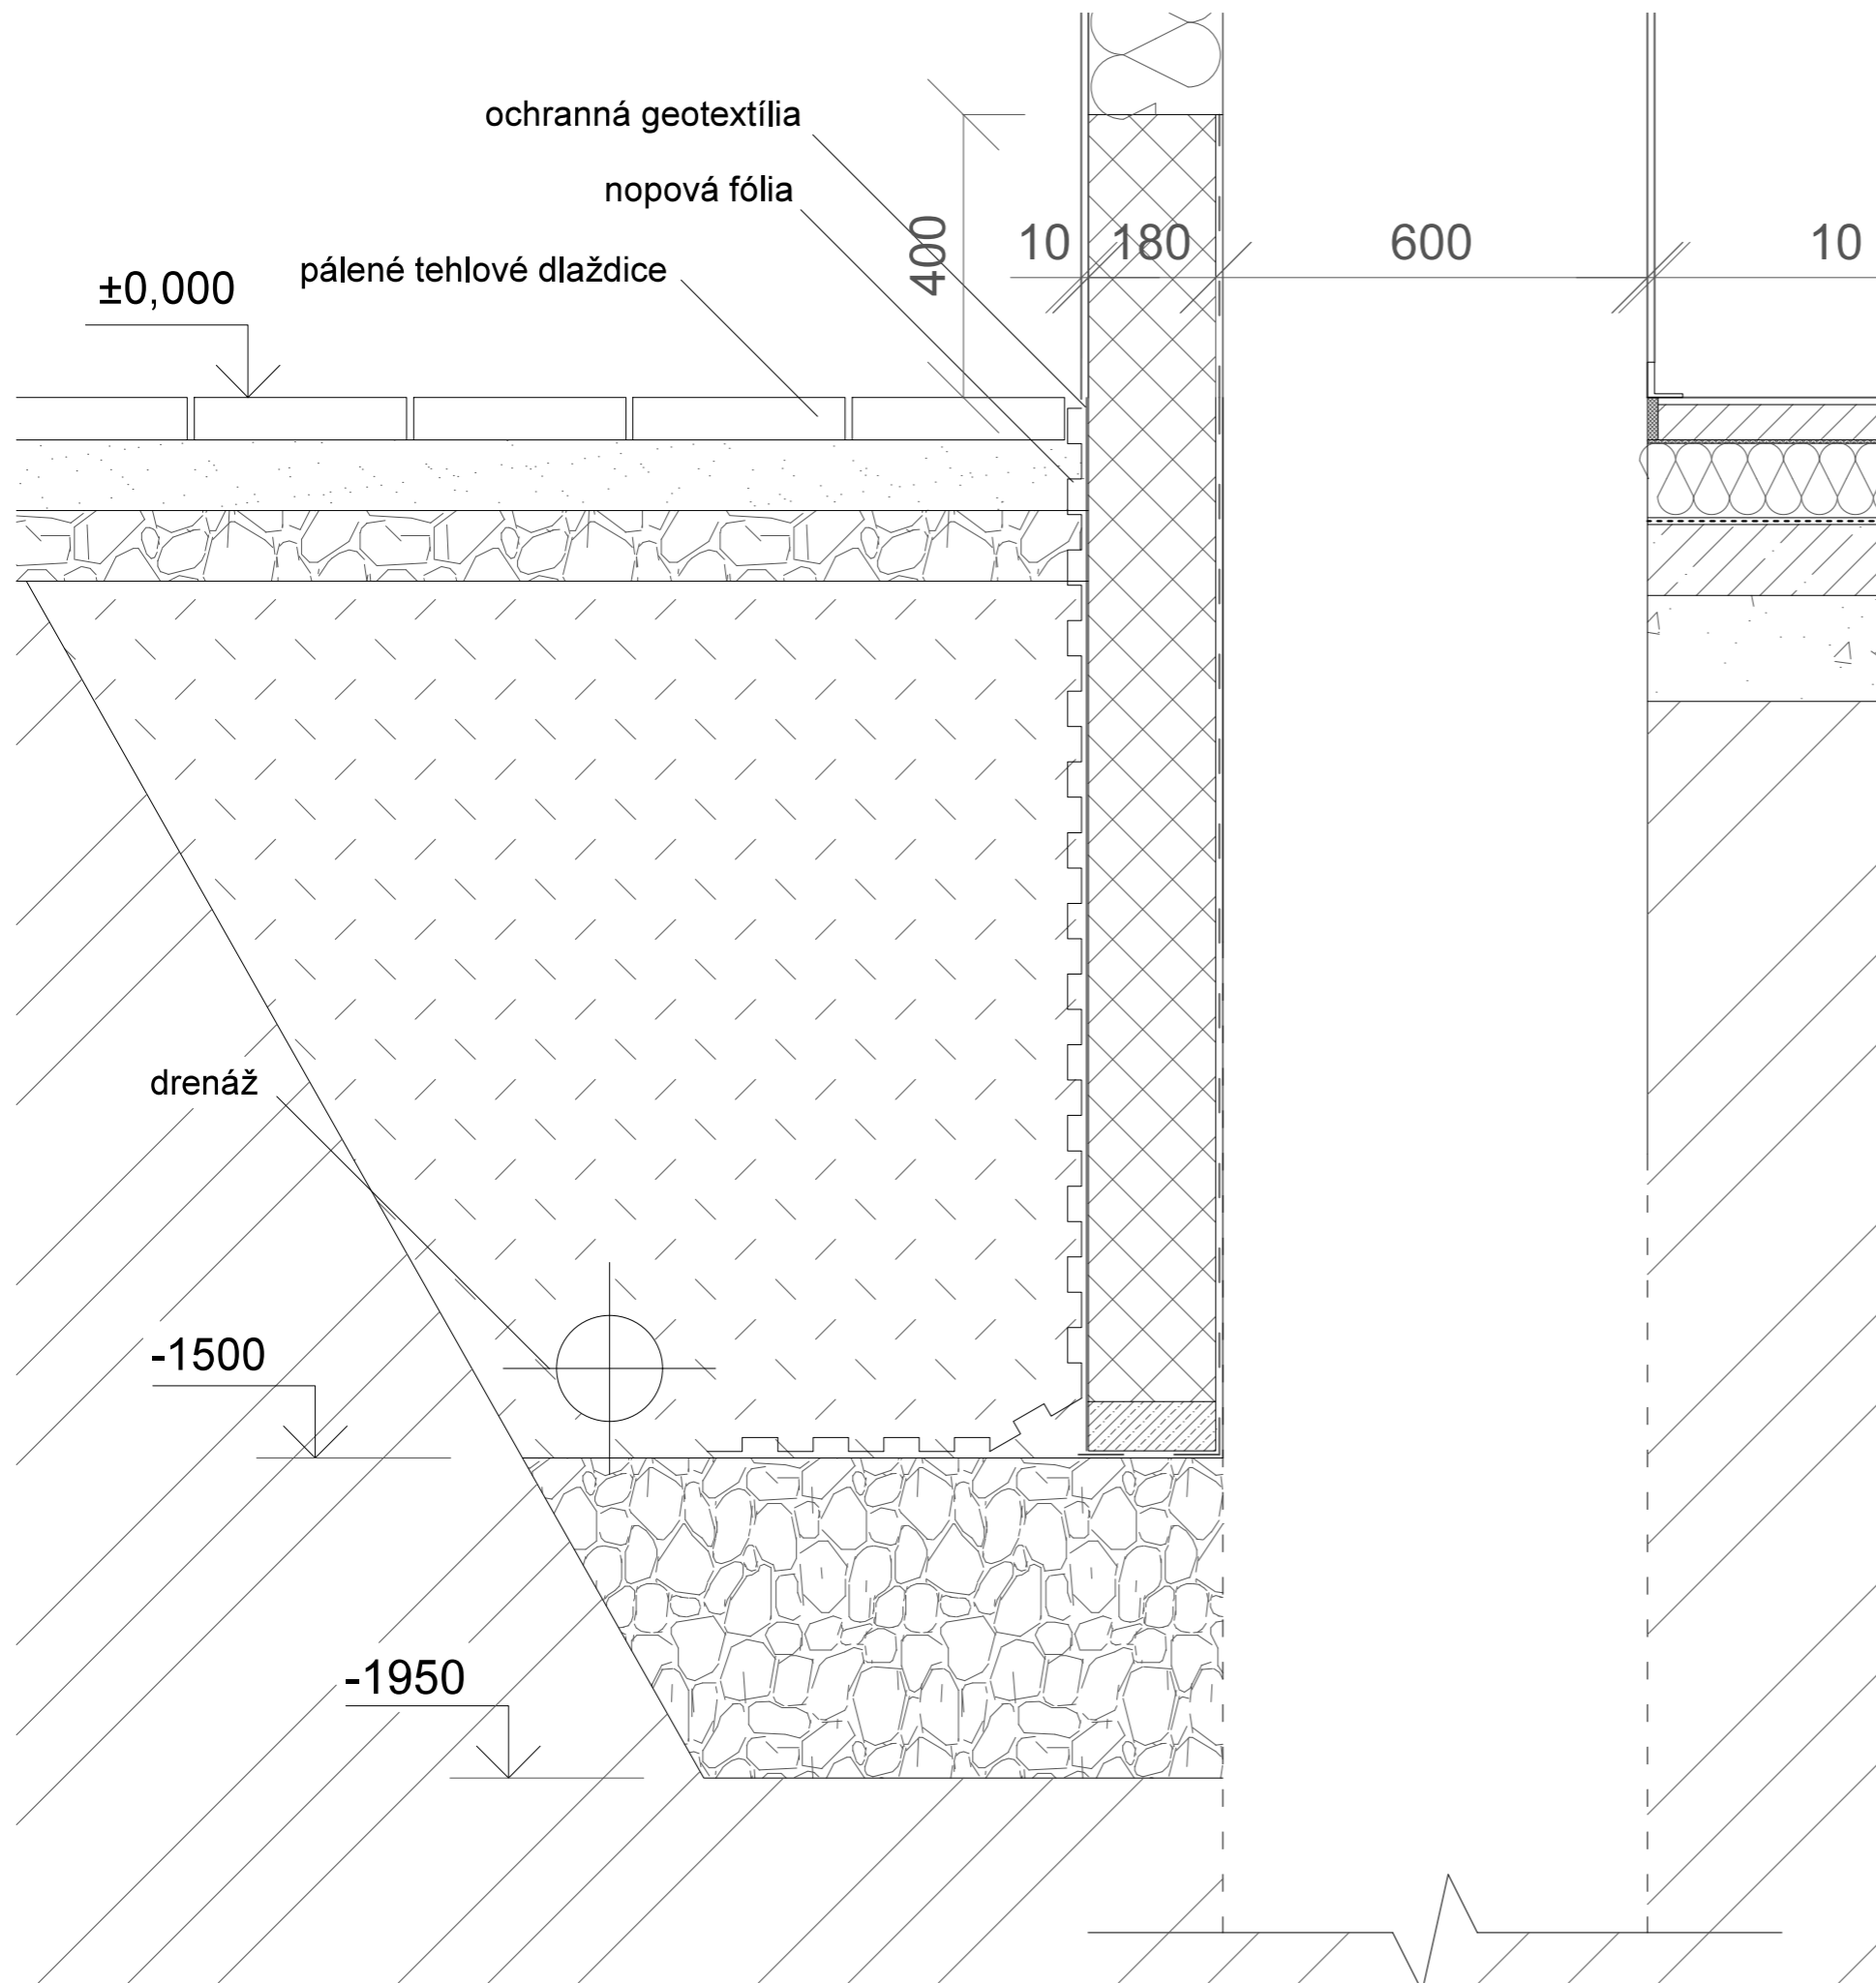 ochranná geotextília
nopová fólia
pálené tehlové dlaždice
±0,000
400
10
180
600
10
drenáž
-1500
-1950